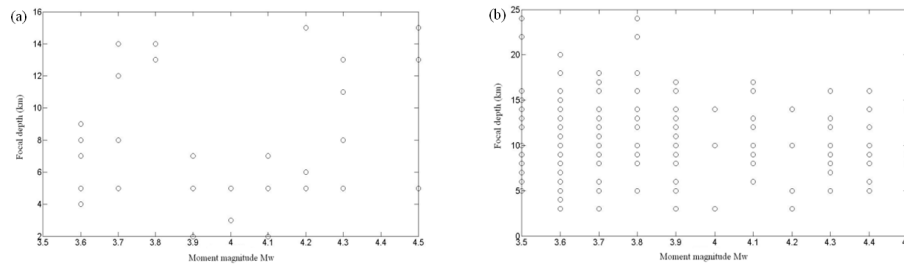 (a)
16
14
12
10
8
6
4
2
Focal depth (km)
3.5 3.6 3.7 3.8 3.9 4 4.1 4.2 4.3 4.4 4.5
Moment magnitude Mw
(b)
25
20
15
10
5
0
Focal depth (km)
3.5 3.6 3.7 3.8 3.9 4 4.1 4.2 4.3 4.4
Moment magnitude Mw